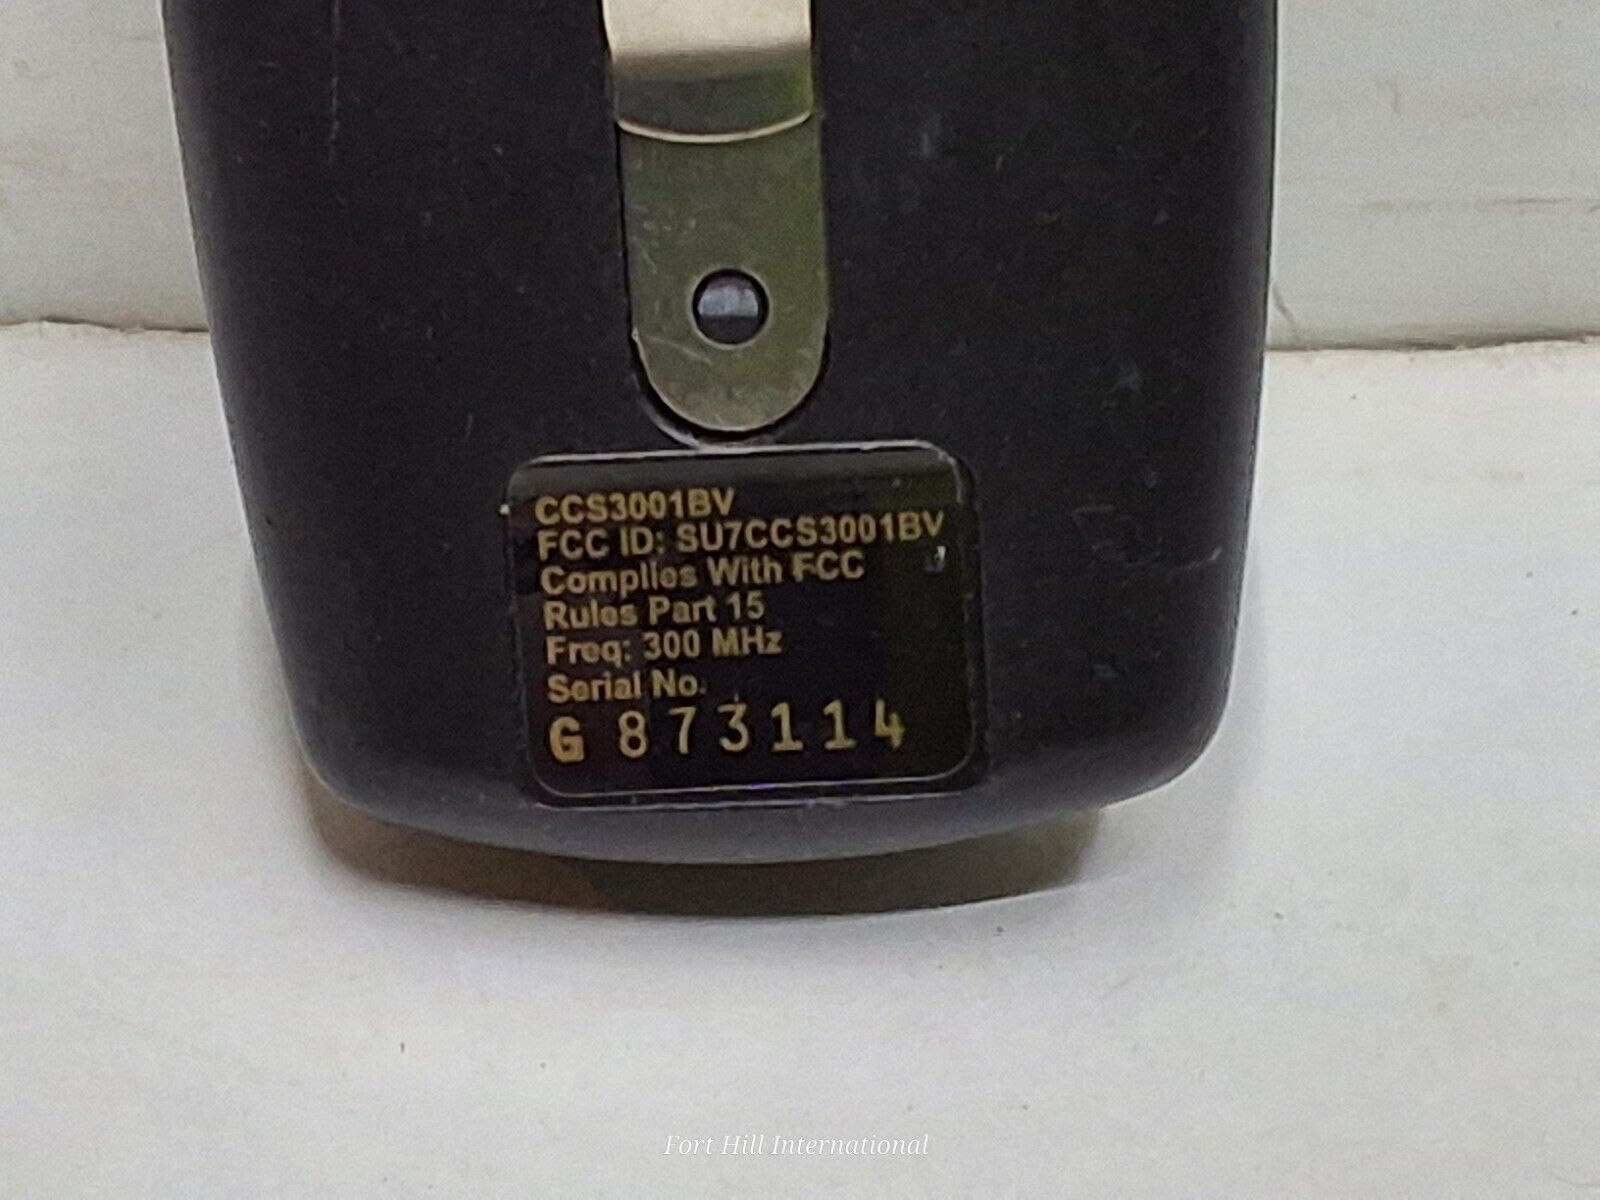 CCS3001BV
FCC ID: SU7CCS3001BV
Complies With FCC
Rules Part 15
Freq: 300 MHz
Serial No.
G 873114
Fort Hill International